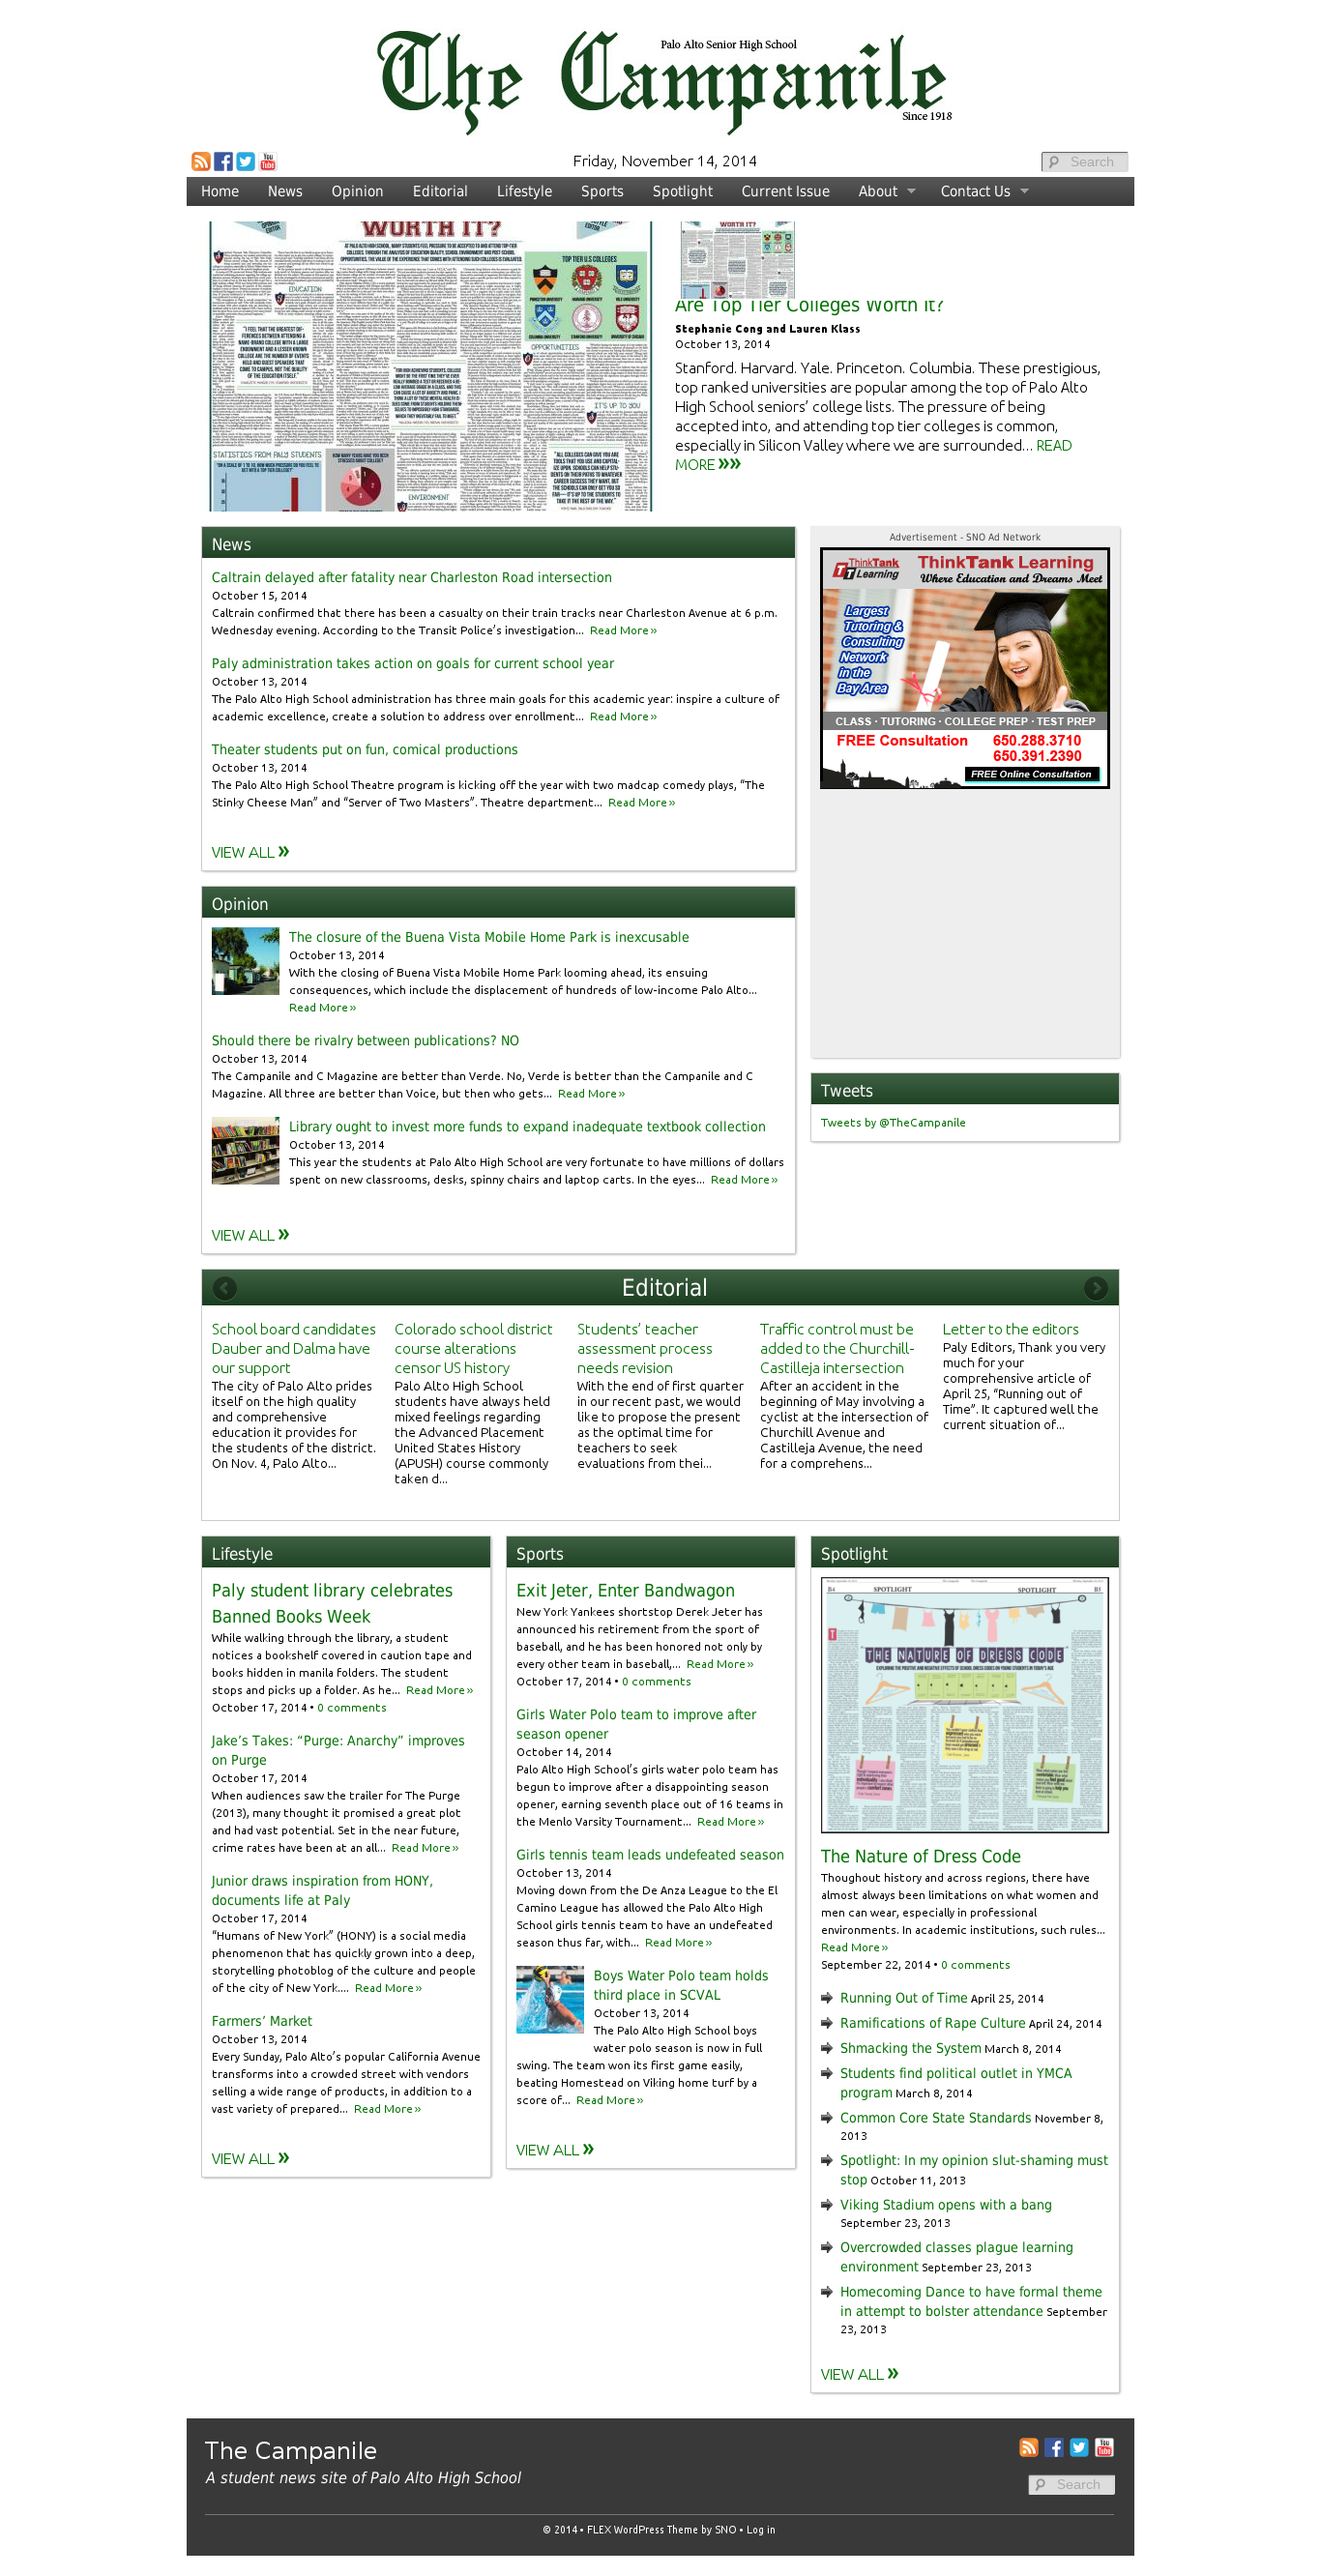 The Campanile
Palo Alto Senior High School
Since 1918
Friday, November 14, 2014
Search
Home News Opinion Editorial Lifestyle Sports Spotlight Current Issue About Contact Us
WORTH IT?
TOP TIER U.S COLLEGES
EDUCATION
OPPORTUNITIES
IT'S UP TO YOU
STATISTICS FROM PALY STUDENTS
ENVIRONMENT
Are Top Tier Colleges Worth It?
Stephanie Cong and Lauren Klass
October 13, 2014
Stanford. Harvard. Yale. Princeton. Columbia. These prestigious,
top ranked universities are popular among the top of Palo Alto
High School seniors’ college lists. The pressure of being
accepted into, and attending top tier colleges is common,
especially in Silicon Valley where we are surrounded... READ
MORE »»
News
Caltrain delayed after fatality near Charleston Road intersection
October 15, 2014
Caltrain confirmed that there has been a casualty on their train tracks near Charleston Avenue at 6 p.m.
Wednesday evening. According to the Transit Police’s investigation... Read More »
Paly administration takes action on goals for current school year
October 13, 2014
The Palo Alto High School administration has three main goals for this academic year: inspire a culture of
academic excellence, create a solution to address over enrollment... Read More »
Theater students put on fun, comical productions
October 13, 2014
The Palo Alto High School Theatre program is kicking off the year with two madcap comedy plays, “The
Stinky Cheese Man” and “Server of Two Masters”. Theatre department... Read More »
VIEW ALL »
Advertisement - SNO Ad Network
TT ThinkTank Learning
ThinkTank Learning
Where Education and Dreams Meet
Largest
Tutoring &
Consulting
Network
in the
Bay Area
CLASS · TUTORING · COLLEGE PREP · TEST PREP
FREE Consultation 650.288.3710
650.391.2390
FREE Online Consultation
Opinion
The closure of the Buena Vista Mobile Home Park is inexcusable
October 13, 2014
With the closing of Buena Vista Mobile Home Park looming ahead, its ensuing
consequences, which include the displacement of hundreds of low-income Palo Alto...
Read More »
Should there be rivalry between publications? NO
October 13, 2014
The Campanile and C Magazine are better than Verde. No, Verde is better than the Campanile and C
Magazine. All three are better than Voice, but then who gets... Read More »
Library ought to invest more funds to expand inadequate textbook collection
October 13, 2014
This year the students at Palo Alto High School are very fortunate to have millions of dollars
spent on new classrooms, desks, spinny chairs and laptop carts. In the eyes... Read More »
VIEW ALL »
Tweets
Tweets by @TheCampanile
Editorial
School board candidates
Dauber and Dalma have
our support
The city of Palo Alto prides
itself on the high quality
and comprehensive
education it provides for
the students of the district.
On Nov. 4, Palo Alto...
Colorado school district
course alterations
censor US history
Palo Alto High School
students have always held
mixed feelings regarding
the Advanced Placement
United States History
(APUSH) course commonly
taken d...
Students’ teacher
assessment process
needs revision
With the end of first quarter
in our recent past, we would
like to propose the present
as the optimal time for
teachers to seek
evaluations from thei...
Traffic control must be
added to the Churchill-
Castilleja intersection
After an accident in the
beginning of May involving a
cyclist at the intersection of
Churchill Avenue and
Castilleja Avenue, the need
for a comprehens...
Letter to the editors
Paly Editors, Thank you very
much for your
comprehensive article of
April 25, “Running out of
Time”. It captured well the
current situation of...
Lifestyle
Paly student library celebrates
Banned Books Week
While walking through the library, a student
notices a bookshelf covered in caution tape and
books hidden in manila folders. The student
stops and picks up a folder. As he... Read More »
October 17, 2014 • 0 comments
Jake’s Takes: “Purge: Anarchy” improves
on Purge
October 17, 2014
When audiences saw the trailer for The Purge
(2013), many thought it promised a great plot
and had vast potential. Set in the near future,
crime rates have been at an all... Read More »
Junior draws inspiration from HONY,
documents life at Paly
October 17, 2014
“Humans of New York” (HONY) is a social media
phenomenon that has quickly grown into a deep,
storytelling photoblog of the culture and people
of the city of New York.... Read More »
Farmers’ Market
October 13, 2014
Every Sunday, Palo Alto’s popular California Avenue
transforms into a crowded street with vendors
selling a wide range of products, in addition to a
vast variety of prepared... Read More »
VIEW ALL »
Sports
Exit Jeter, Enter Bandwagon
New York Yankees shortstop Derek Jeter has
announced his retirement from the sport of
baseball, and he has been honored not only by
every other team in baseball,... Read More »
October 17, 2014 • 0 comments
Girls Water Polo team to improve after
season opener
October 14, 2014
Palo Alto High School’s girls water polo team has
begun to improve after a disappointing season
opener, earning seventh place out of 16 teams in
the Menlo Varsity Tournament... Read More »
Girls tennis team leads undefeated season
October 13, 2014
Moving down from the De Anza League to the El
Camino League has allowed the Palo Alto High
School girls tennis team to have an undefeated
season thus far, with... Read More »
Boys Water Polo team holds
third place in SCVAL
October 13, 2014
The Palo Alto High School boys
water polo season is now in full
swing. The team won its first game easily,
beating Homestead on Viking home turf by a
score of... Read More »
VIEW ALL »
Spotlight
B4 SPOTLIGHT SPOTLIGHT B5
THE NATURE OF THE DRESS CODE
The Nature of Dress Code
Thoughout history and across regions, there have
almost always been limitations on what women and
men can wear, especially in professional
environments. In academic institutions, such rules...
Read More »
September 22, 2014 • 0 comments
Running Out of Time April 25, 2014
Ramifications of Rape Culture April 24, 2014
Shmacking the System March 8, 2014
Students find political outlet in YMCA
program March 8, 2014
Common Core State Standards November 8,
2013
Spotlight: In my opinion slut-shaming must
stop October 11, 2013
Viking Stadium opens with a bang
September 23, 2013
Overcrowded classes plague learning
environment September 23, 2013
Homecoming Dance to have formal theme
in attempt to bolster attendance September
23, 2013
VIEW ALL »
The Campanile
A student news site of Palo Alto High School
Search
© 2014 • FLEX WordPress Theme by SNO • Log in